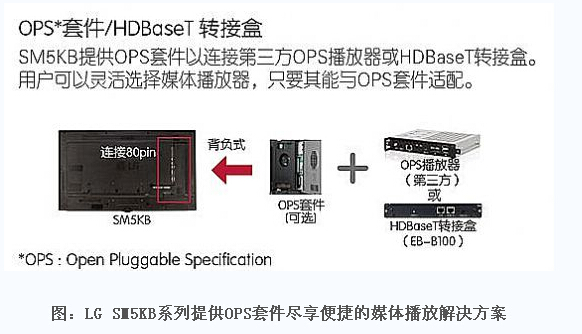 OPS*套件/HDBaseT 转接盒
SM5KB提供OPS套件以连接第三方OPS播放器或HDBaseT转接盒。
用户可以灵活选择媒体播放器，只要其能与OPS套件适配。
连接80pin
背负式
SM5KB
OPS套件
(可选)
OPS播放器
(第三方)
或
HDBaseT转接盒
(EB-B100)
*OPS : Open Pluggable Specification
图：LG SM5KB系列提供OPS套件尽享便捷的媒体播放解决方案